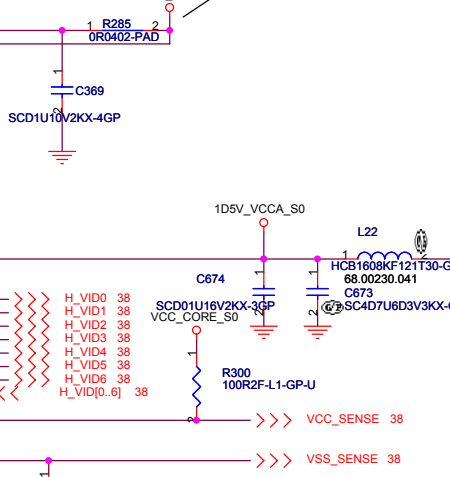 1 R285 2
0R0402-PAD
1
C369
2
SCD1U10V2KX-4GP
1D5V_VCCA_S0
L22
1
2
HCB1608KF121T30-G
68.00230.041
C674
1
1
C673
SCD01U16V2KX-3GP
2
2
SC4D7U6D3V3KX-
VCC_CORE_S0
H_VID0 38
H_VID1 38
H_VID2 38
H_VID3 38
H_VID4 38
H_VID5 38
H_VID6 38
H_VID[0..6] 38
1
R300
100R2F-L1-GP-U
2
VCC_SENSE 38
VSS_SENSE 38
1